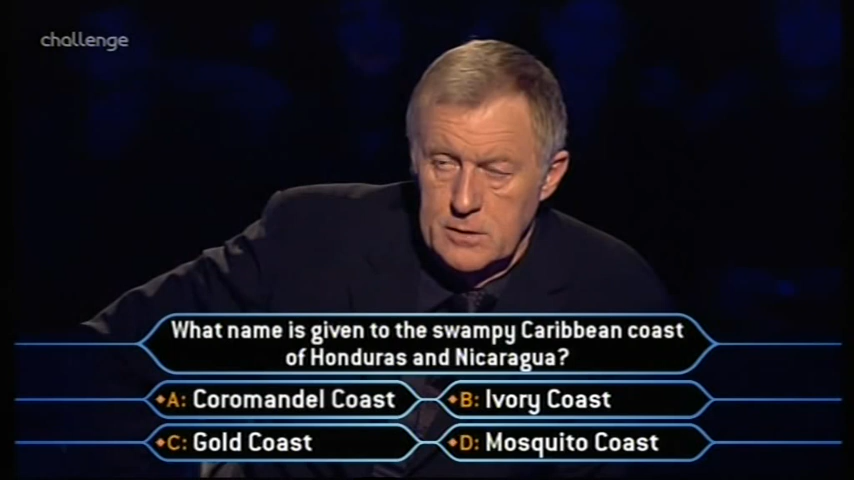 challenge
What name is given to the swampy Caribbean coast
of Honduras and Nicaragua?
A: Coromandel Coast
B: Ivory Coast
C: Gold Coast
D: Mosquito Coast